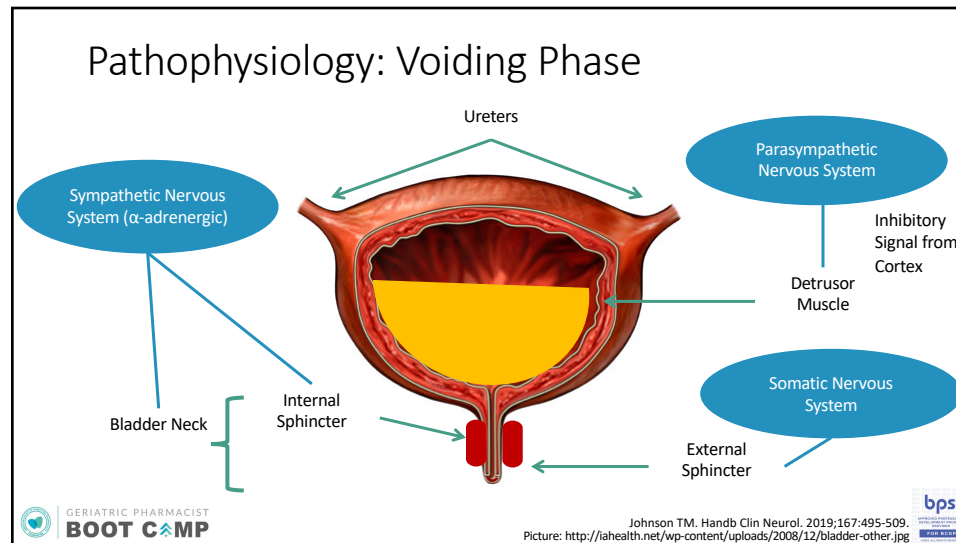 Pathophysiology: Voiding Phase
Ureters
Sympathetic Nervous
System (α-adrenergic)
Parasympathetic
Nervous System
Inhibitory
Signal from
Cortex
Detrusor
Muscle
Somatic Nervous
System
Bladder Neck
Internal
Sphincter
External
Sphincter
GERIATRIC PHARMACIST
BOOT CAMP
Johnson TM. Handb Clin Neurol. 2019;167:495-509.
Picture: http://iahealth.net/wp-content/uploads/2008/12/bladder-other.jpg
bps
FOR BCGP